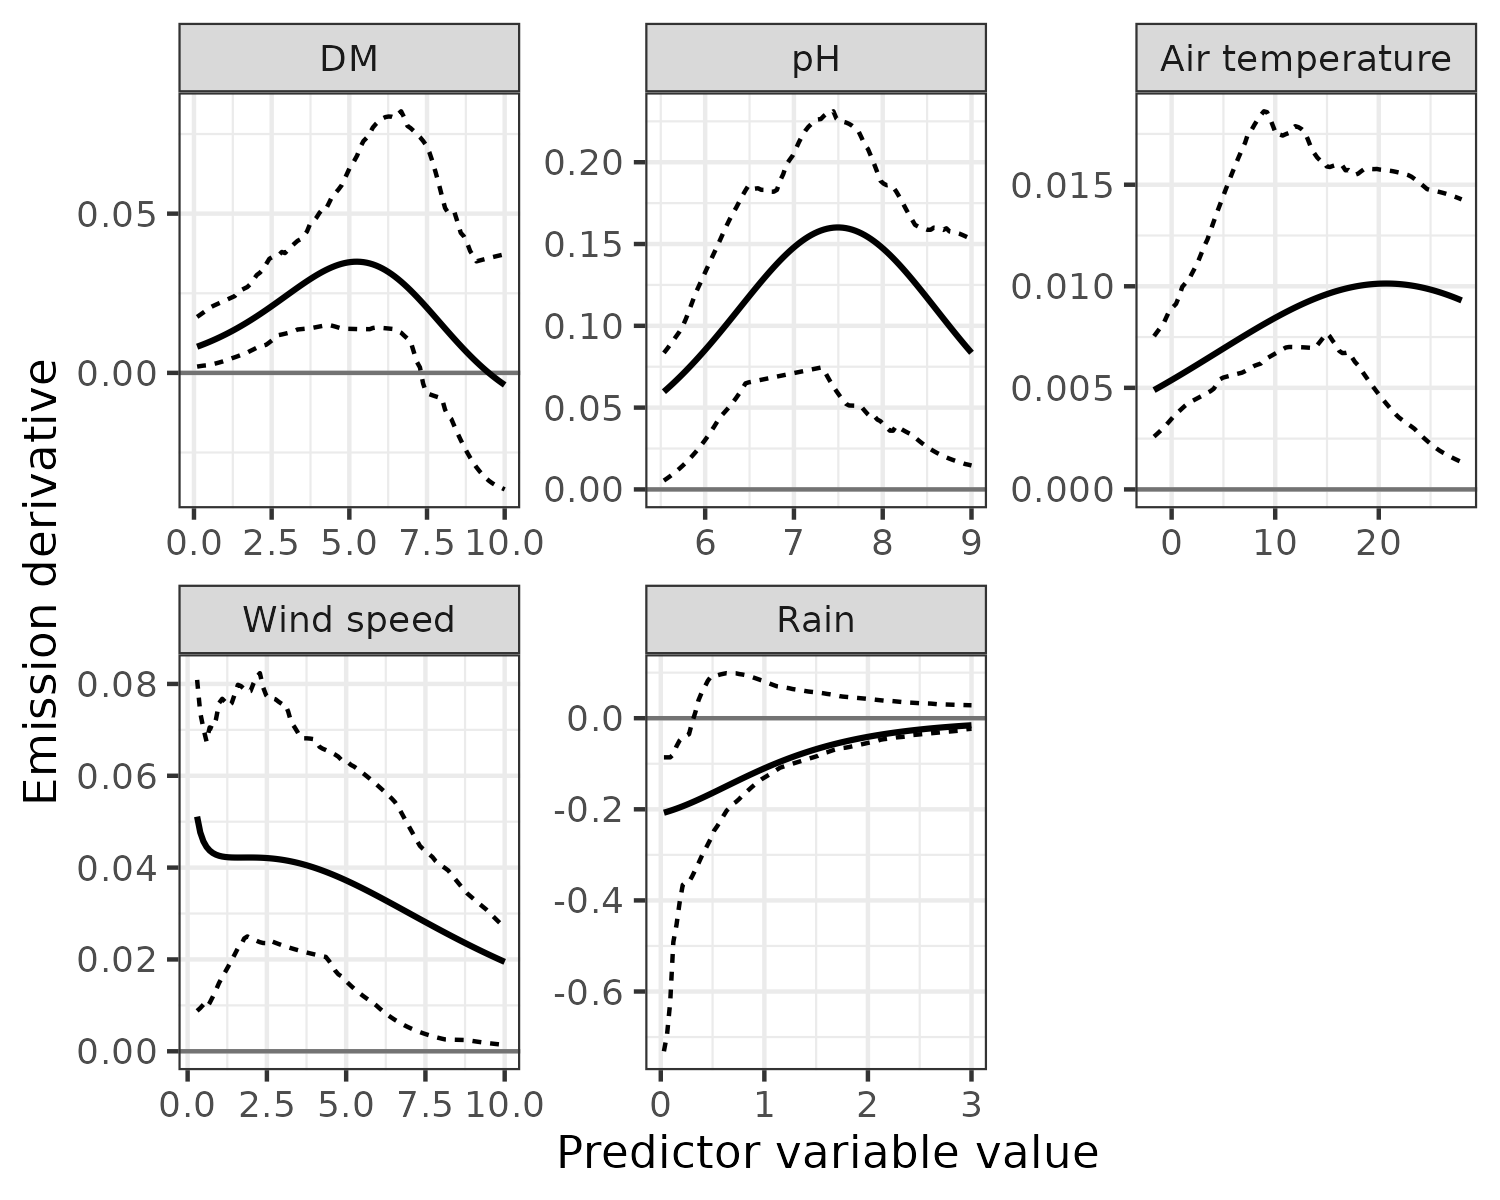 DM
pH
Air temperature
0.05
0.00
0.0 2.5 5.0 7.5 10.0
0.20
0.15
0.10
0.05
0.00
6 7 8 9
0.015
0.010
0.005
0.000
0 10 20
Emission derivative
Wind speed
Rain
0.08
0.06
0.04
0.02
0.00
0.0 2.5 5.0 7.5 10.0
0.0
-0.2
-0.4
-0.6
0 1 2 3
Predictor variable value